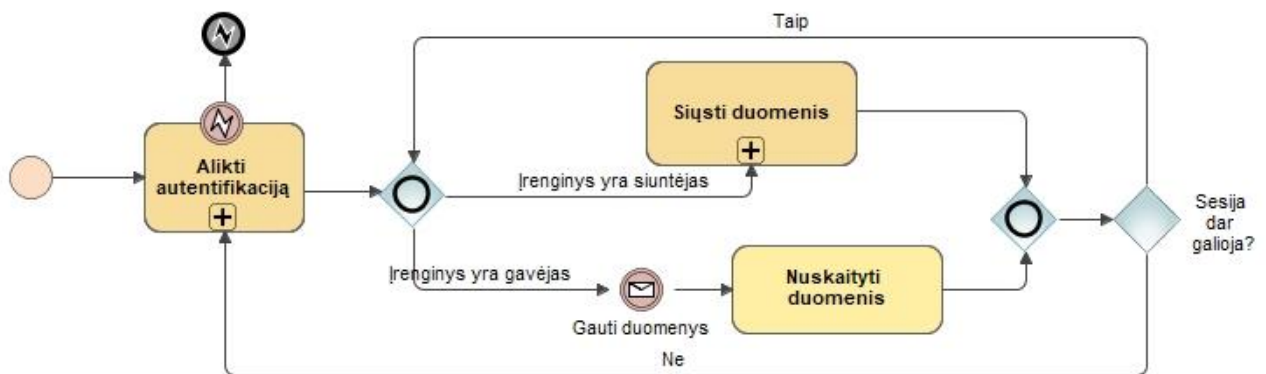 Taip
Siųsti duomenis
Alikti
autentifikaciją
Įrenginys yra siuntėjas
Sesija
dar
galioja?
Įrenginys yra gavėjas
Nuskaityti
duomenis
Gauti duomenys
Ne